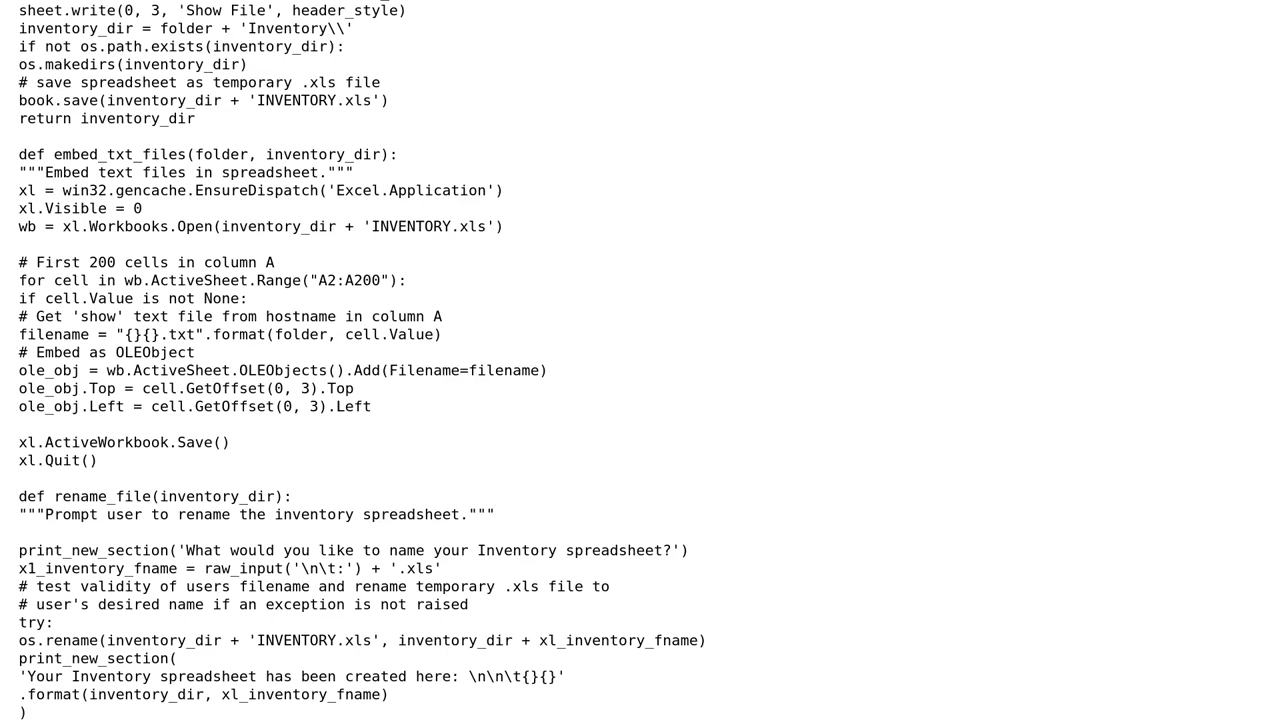 sheet.write(0, 3, 'Show File', header_style)
inventory_dir = folder + 'Inventory\\'
if not os.path.exists(inventory_dir):
os.makedirs(inventory_dir)
# save spreadsheet as temporary .xls file
book.save(inventory_dir + 'INVENTORY.xls')
return inventory_dir

def embed_txt_files(folder, inventory_dir):
"""Embed text files in spreadsheet."""
xl = win32.gencache.EnsureDispatch('Excel.Application')
xl.Visible = 0
wb = xl.Workbooks.Open(inventory_dir + 'INVENTORY.xls')

# First 200 cells in column A
for cell in wb.ActiveSheet.Range("A2:A200"):
if cell.Value is not None:
# Get 'show' text file from hostname in column A
filename = "{}{}.txt".format(folder, cell.Value)
# Embed as OLEObject
ole_obj = wb.ActiveSheet.OLEObjects().Add(Filename=filename)
ole_obj.Top = cell.GetOffset(0, 3).Top
ole_obj.Left = cell.GetOffset(0, 3).Left

xl.ActiveWorkbook.Save()
xl.Quit()

def rename_file(inventory_dir):
"""Prompt user to rename the inventory spreadsheet."""

print_new_section('What would you like to name your Inventory spreadsheet?')
x1_inventory_fname = raw_input('\n\t:') + '.xls'
# test validity of users filename and rename temporary .xls file to
# user's desired name if an exception is not raised
try:
os.rename(inventory_dir + 'INVENTORY.xls', inventory_dir + xl_inventory_fname)
print_new_section(
'Your Inventory spreadsheet has been created here: \n\n\t{}{}'
.format(inventory_dir, xl_inventory_fname)
)